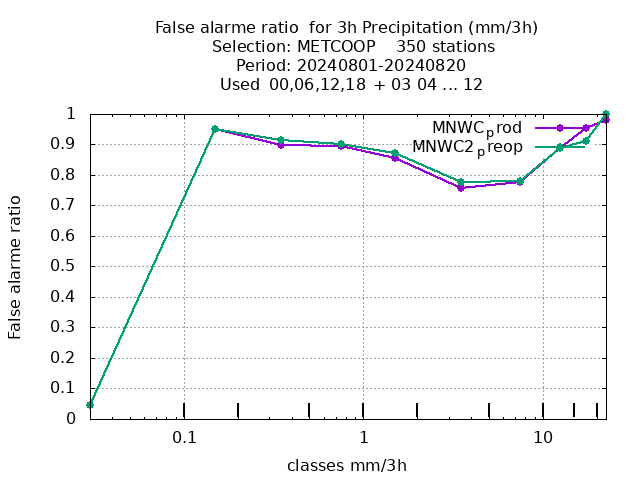 False alarme ratio  for 3h Precipitation (mm/3h)
Selection: METCOOP    350 stations
Period: 20240801-20240820
Used  00,06,12,18  + 03 04 ... 12
MNWCprod
MNWC2preop
1
0.9
0.8
0.7
0.6
0.5
0.4
0.3
0.2
0.1
0
False alarme ratio
0.1 1 10
classes mm/3h